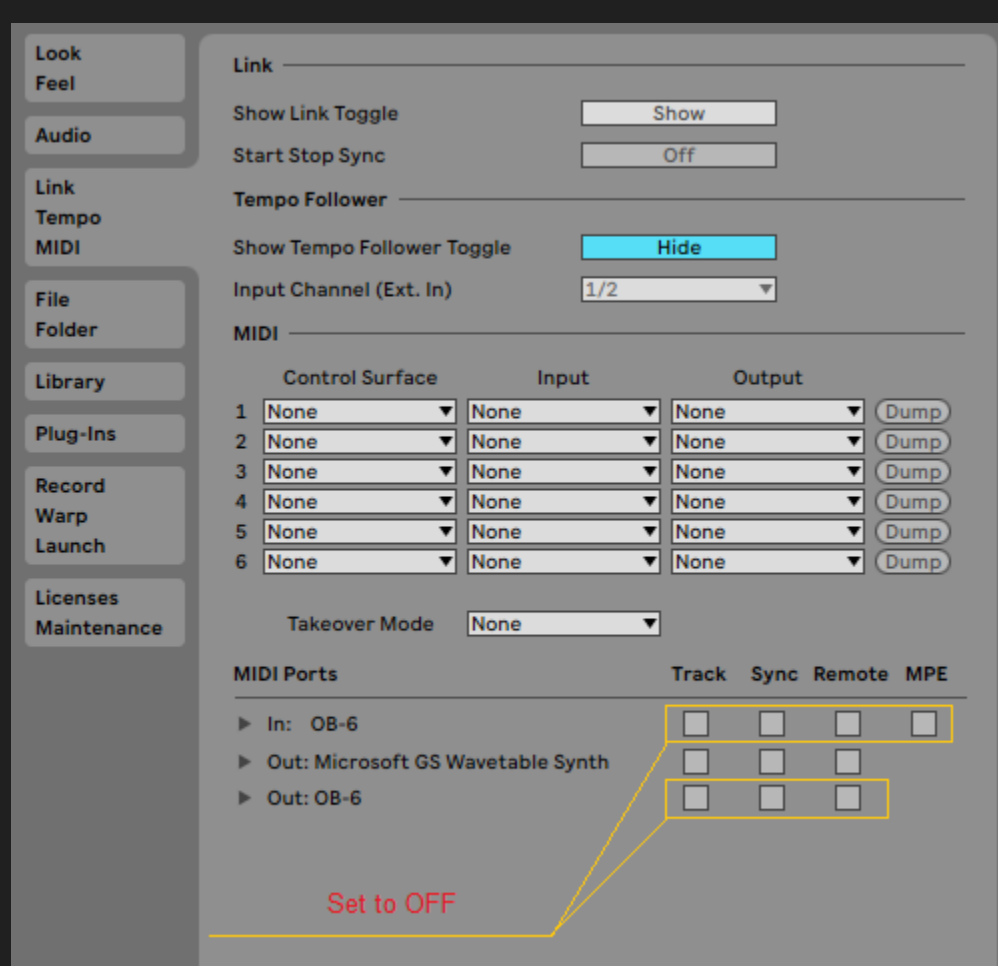 Look
Feel
Audio
Link
Tempo
MIDI
File
Folder
Library
Plug-Ins
Record
Warp
Launch
Licenses
Maintenance
Link
Show Link Toggle Show
Start Stop Sync Off
Tempo Follower
Show Tempo Follower Toggle Hide
Input Channel (Ext. In) 1/2
MIDI
Control Surface Input Output
1 None None None Dump
2 None None None Dump
3 None None None Dump
4 None None None Dump
5 None None None Dump
6 None None None Dump
Takeover Mode None
MIDI Ports Track Sync Remote MPE
In: OB-6
Out: Microsoft GS Wavetable Synth
Out: OB-6
Set to OFF